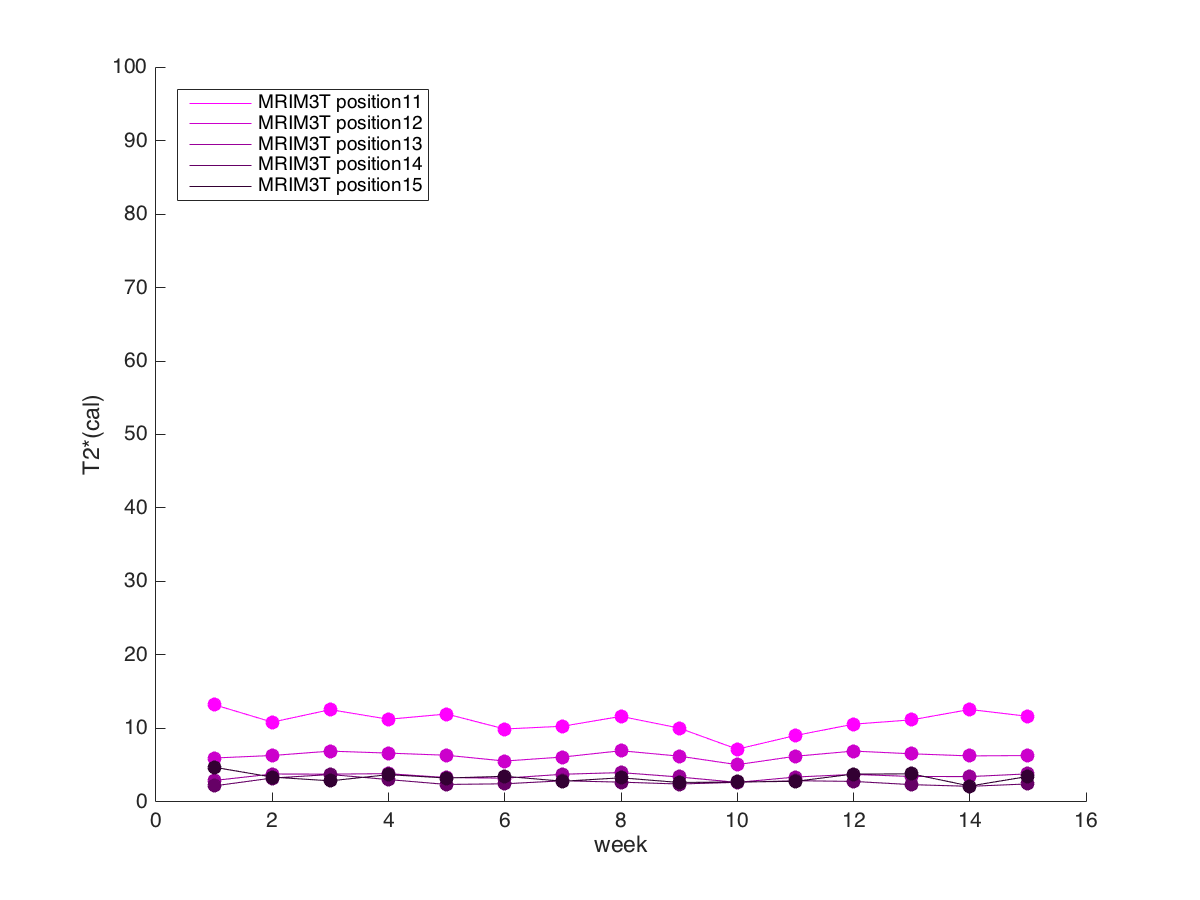 100
90
80
70
60
50
40
30
20
10
0
T2*(cal)
MRIM3T position11
MRIM3T position12
MRIM3T position13
MRIM3T position14
MRIM3T position15
0 2 4 6 8 10 12 14 16
week